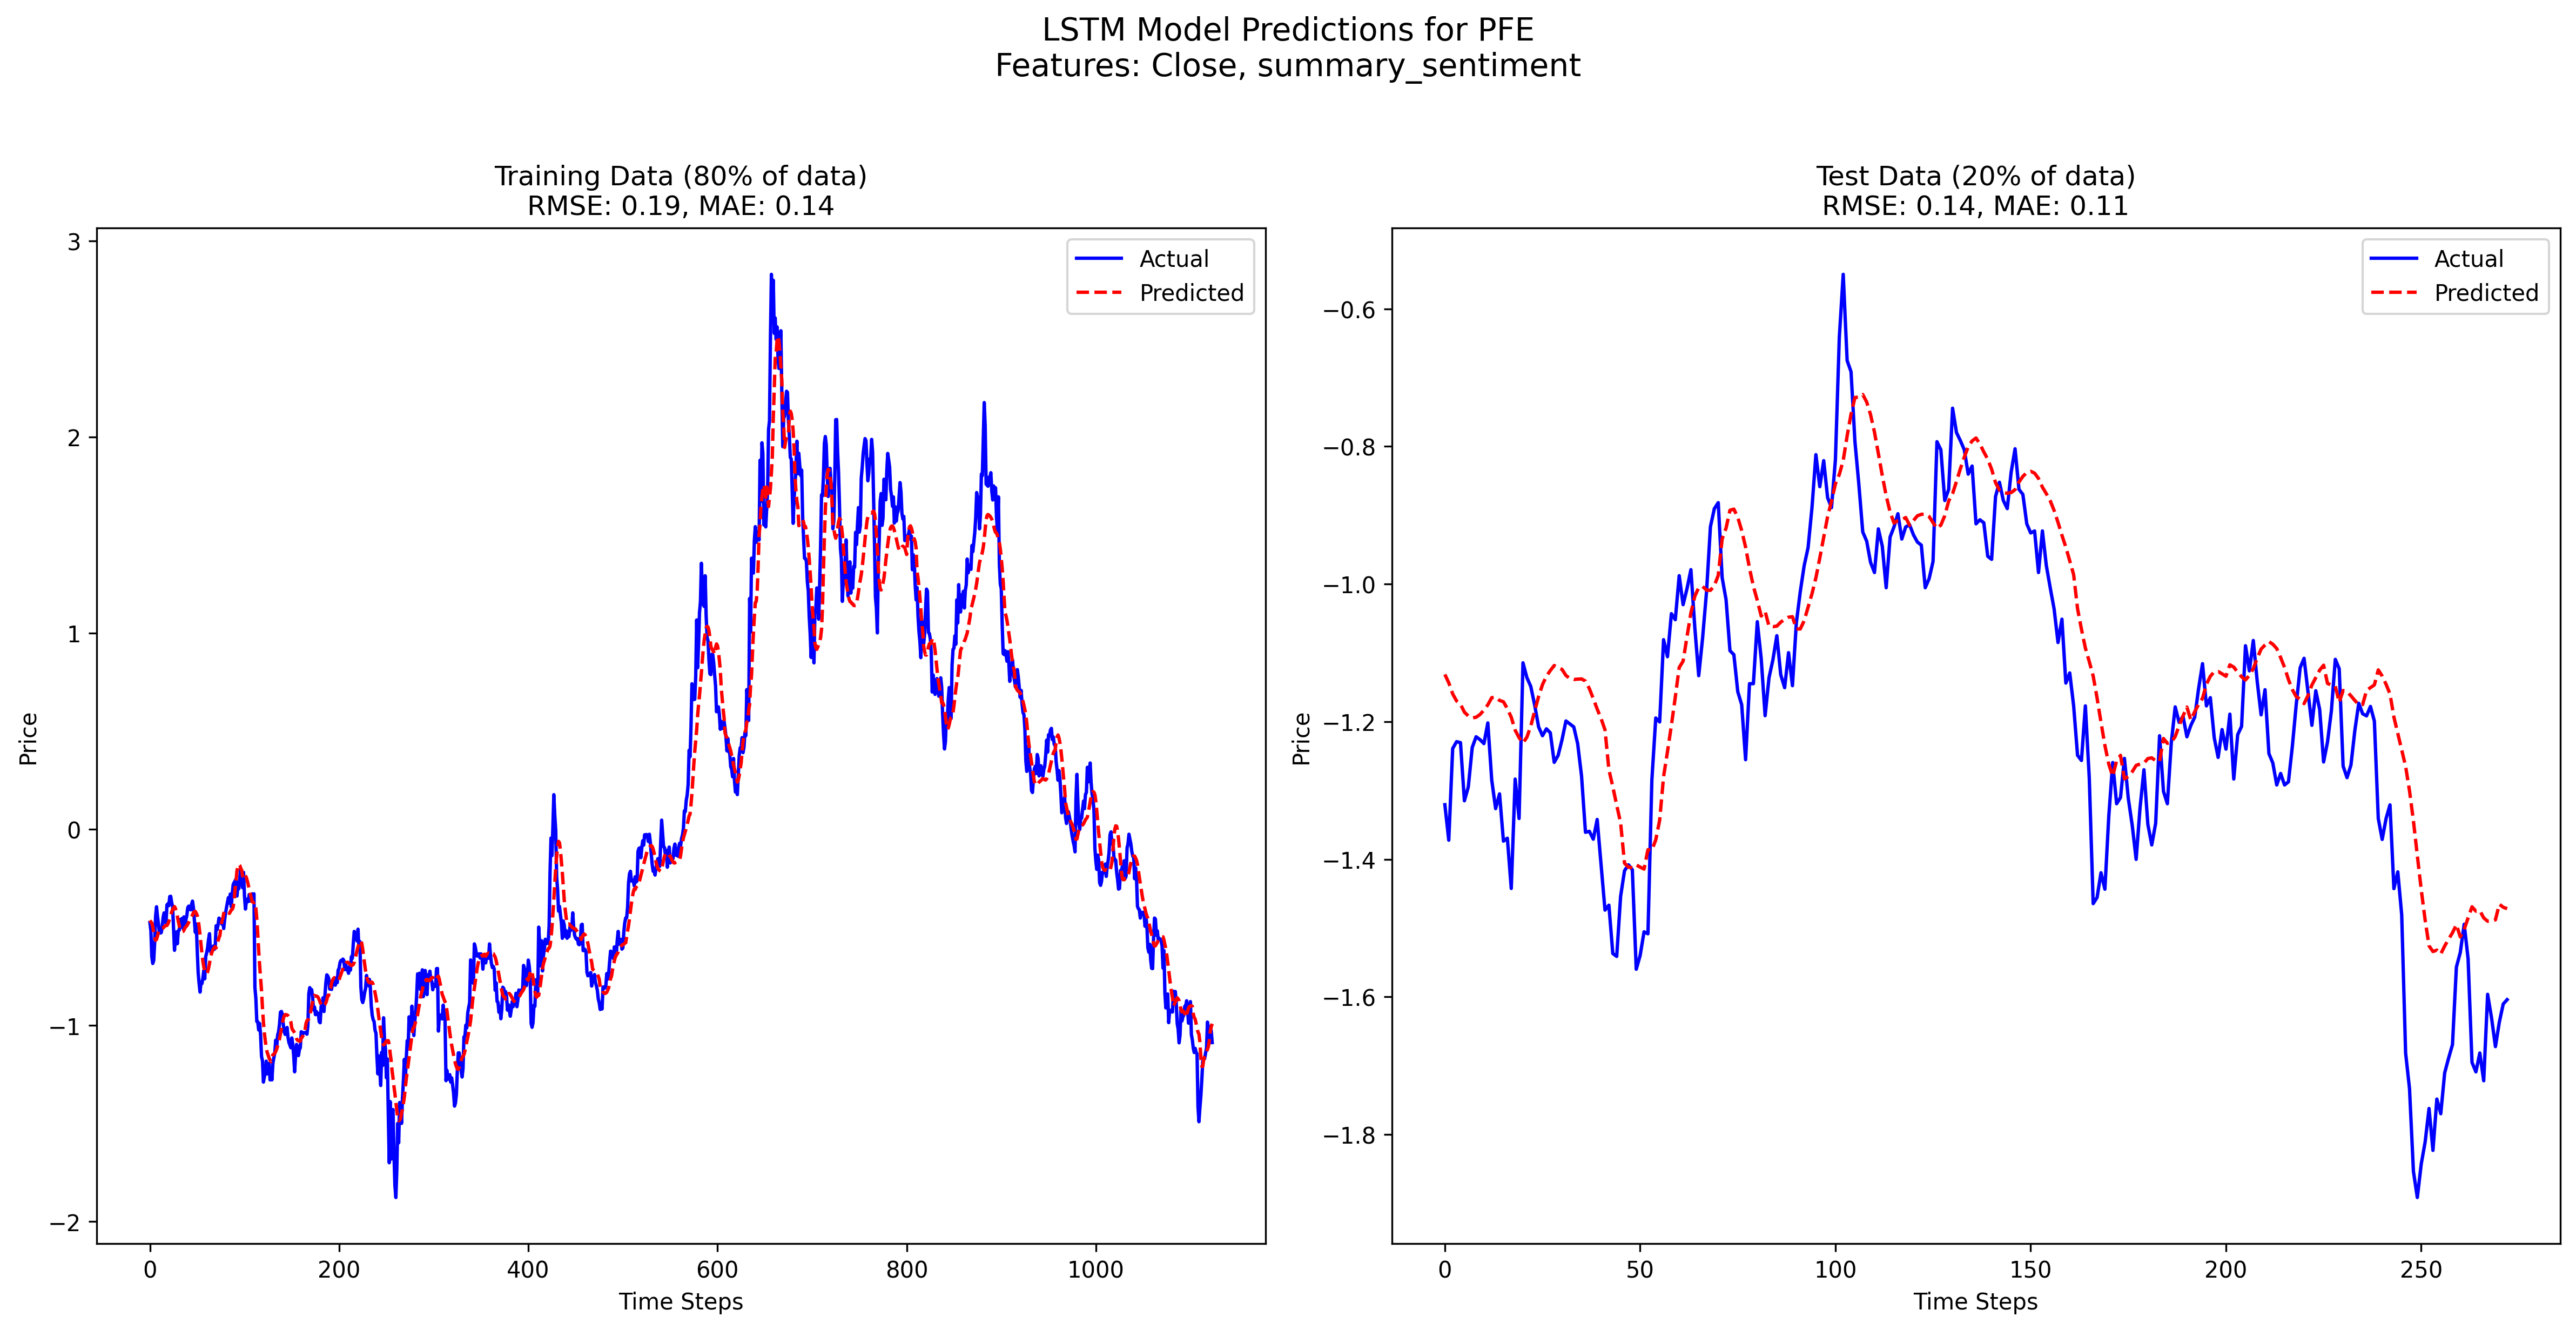 LSTM Model Predictions for PFE
Features: Close, summary_sentiment
Training Data (80% of data)
RMSE: 0.19, MAE: 0.14
3
2
1
0
−1
−2
Price
0
200
400
600
800
1000
Time Steps
Actual
Predicted
Test Data (20% of data)
RMSE: 0.14, MAE: 0.11
−0.6
−0.8
−1.0
−1.2
−1.4
−1.6
−1.8
Price
0
50
100
150
200
250
Time Steps
Actual
Predicted